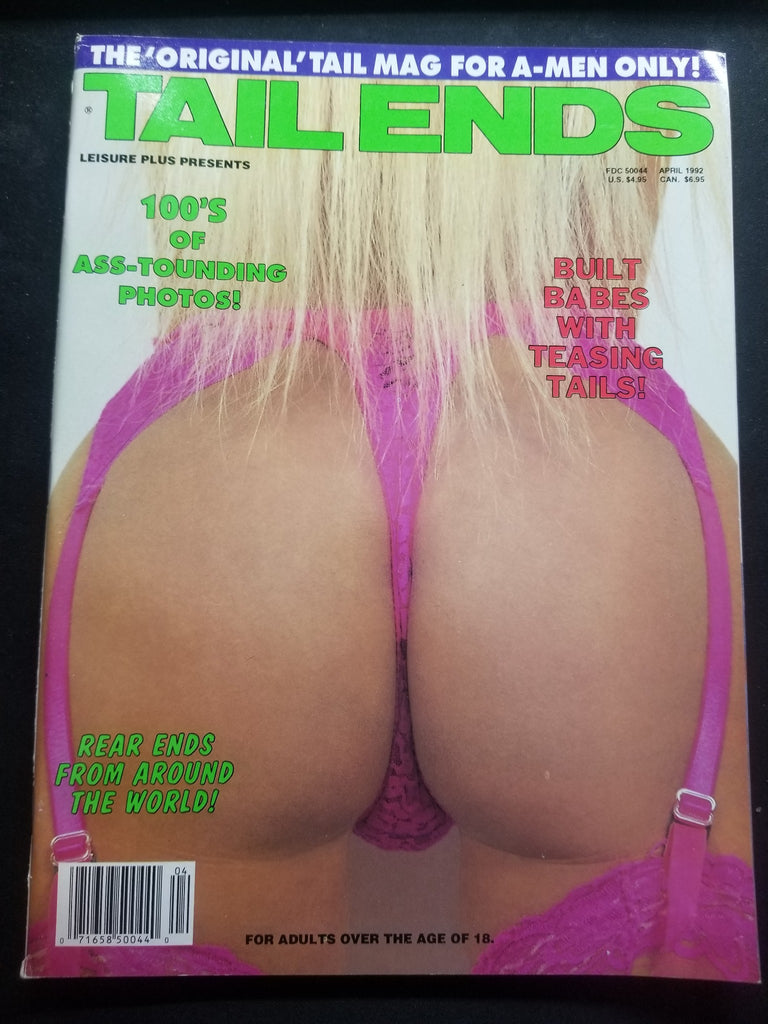 THE 'ORIGINAL' TAIL MAG FOR A-MEN ONLY!
® TAIL ENDS
LEISURE PLUS PRESENTS
FDC 50044 APRIL 1992
U.S. $4.95 CAN. $6.95
100'S
OF
ASS-TOUNDING
PHOTOS!
BUILT
BABES
WITH
TEASING
TAILS!
REAR ENDS
FROM AROUND
THE WORLD!
04
0 71658 50044 0
FOR ADULTS OVER THE AGE OF 18.